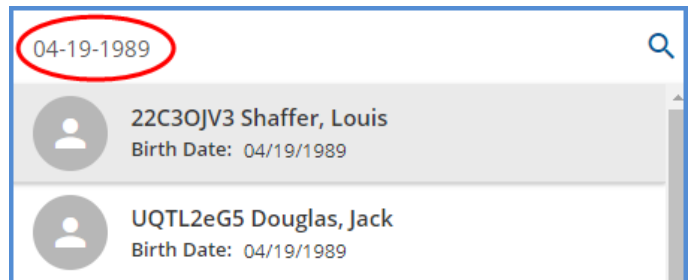 04-19-1989
22C3OJV3 Shaffer, Louis
Birth Date: 04/19/1989
UQTL2eG5 Douglas, Jack
Birth Date: 04/19/1989